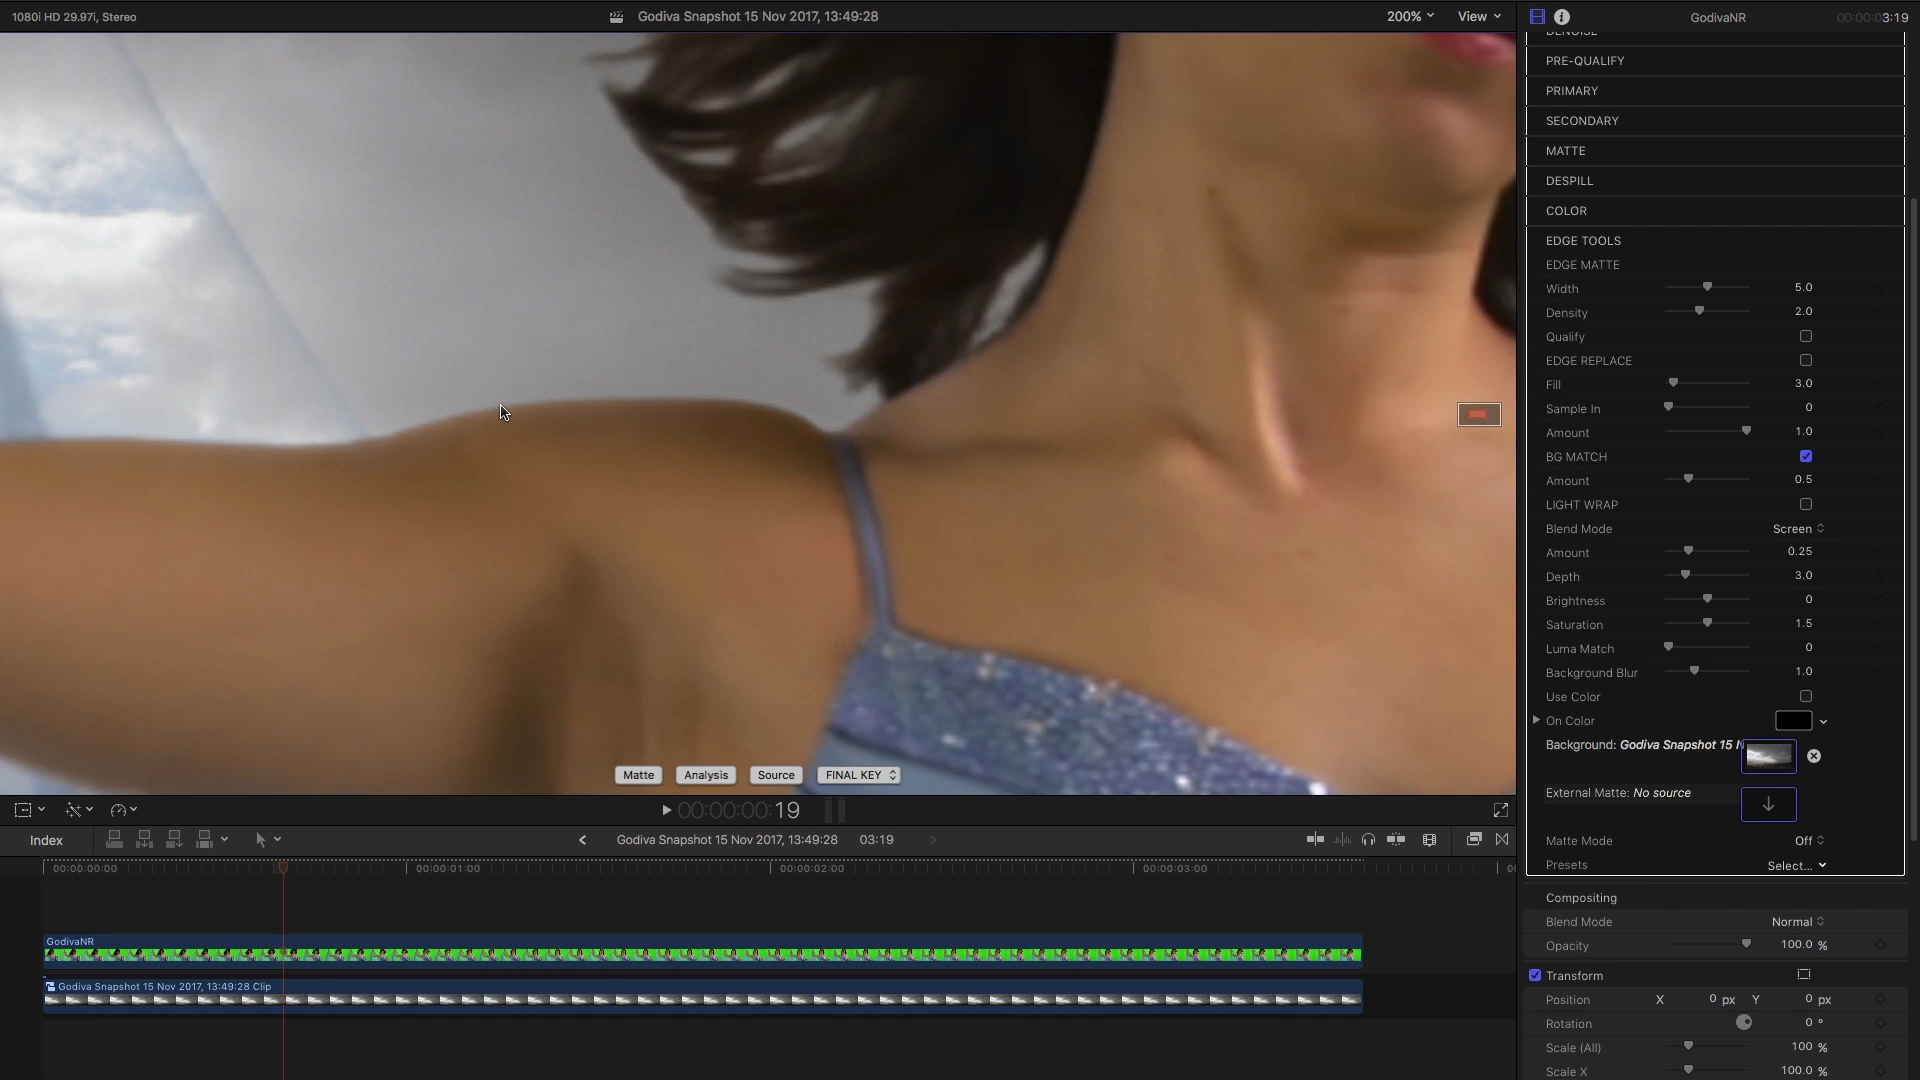 1080i HD 29.97i, Stereo
Godiva Snapshot 15 Nov 2017, 13:49:28
200%
View
GodivaNR
00:00:03:19
DENOISE
PRE-QUALIFY
PRIMARY
SECONDARY
MATTE
DESPILL
COLOR
EDGE TOOLS
EDGE MATTE
Width 5.0
Density 2.0
Qualify
EDGE REPLACE
Fill 3.0
Sample In 0
Amount 1.0
BG MATCH
Amount 0.5
LIGHT WRAP
Blend Mode Screen
Amount 0.25
Depth 3.0
Brightness 0
Saturation 1.5
Luma Match 0
Background Blur 1.0
Use Color
On Color
Background: Godiva Snapshot 15 N
External Matte: No source
Matte Mode Off
Presets Select...
Compositing
Blend Mode Normal
Opacity 100.0 %
Transform
Position X 0 px Y 0 px
Rotation 0 °
Scale (All) 100 %
Scale X 100.0 %
Matte Analysis Source FINAL KEY
00:00:00:19
Index
Godiva Snapshot 15 Nov 2017, 13:49:28 03:19
00:00:00:00 00:00:01:00 00:00:02:00 00:00:03:00
GodivaNR
Godiva Snapshot 15 Nov 2017, 13:49:28 Clip